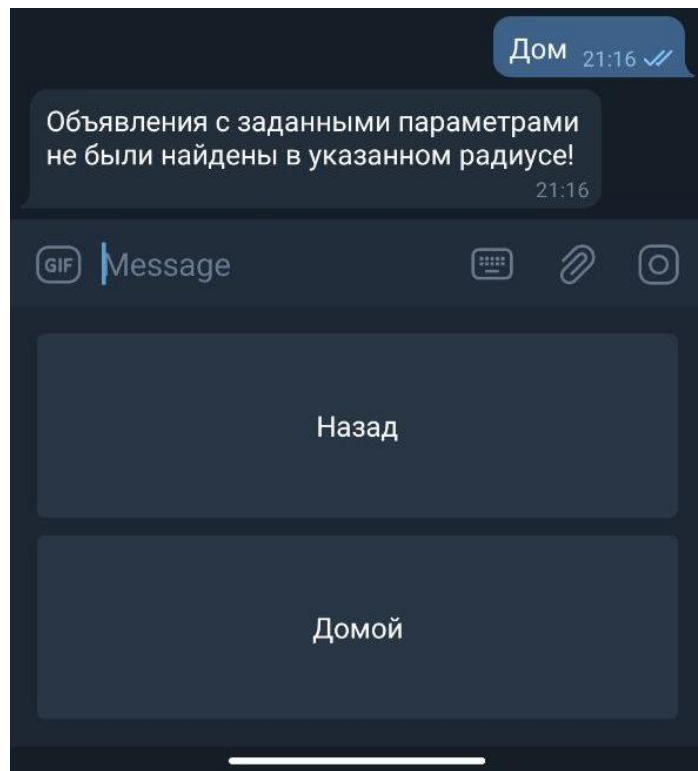 Дом 21:16
Объявления с заданными параметрами
не были найдены в указанном радиусе!
21:16
GIF Message
Назад
Домой